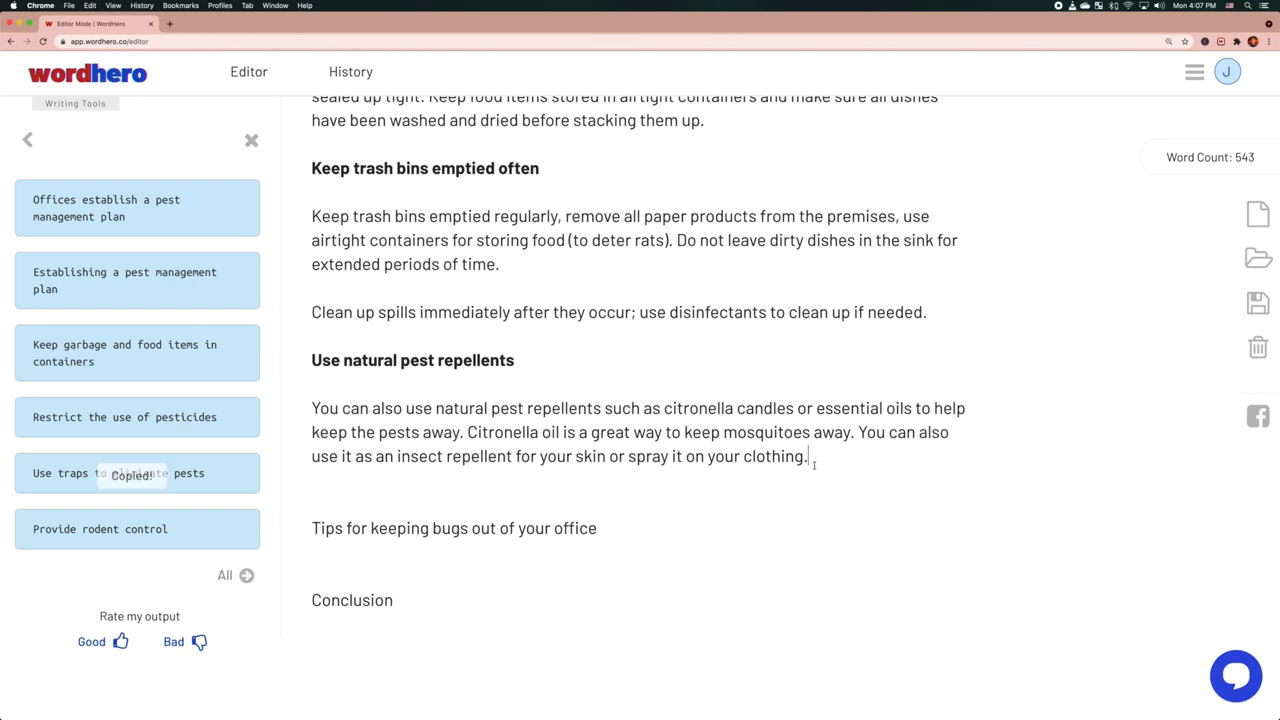 Chrome File Edit View History Bookmarks Profiles Tab Window Help
Mon 4:07 PM
Editor Mode | WordHero
app.wordhero.co/editor
wordhero
Editor
History
J
Writing Tools
Word Count: 543
Offices establish a pest
management plan
Establishing a pest management
plan
Keep garbage and food items in
containers
Restrict the use of pesticides
Use traps to eliminate pests
Copied!
Provide rodent control
All
Rate my output
Good
Bad
sealed up tight. Keep food items stored in airtight containers and make sure all dishes
have been washed and dried before stacking them up.
Keep trash bins emptied often
Keep trash bins emptied regularly, remove all paper products from the premises, use
airtight containers for storing food (to deter rats). Do not leave dirty dishes in the sink for
extended periods of time.
Clean up spills immediately after they occur; use disinfectants to clean up if needed.
Use natural pest repellents
You can also use natural pest repellents such as citronella candles or essential oils to help
keep the pests away. Citronella oil is a great way to keep mosquitoes away. You can also
use it as an insect repellent for your skin or spray it on your clothing.
Tips for keeping bugs out of your office
Conclusion